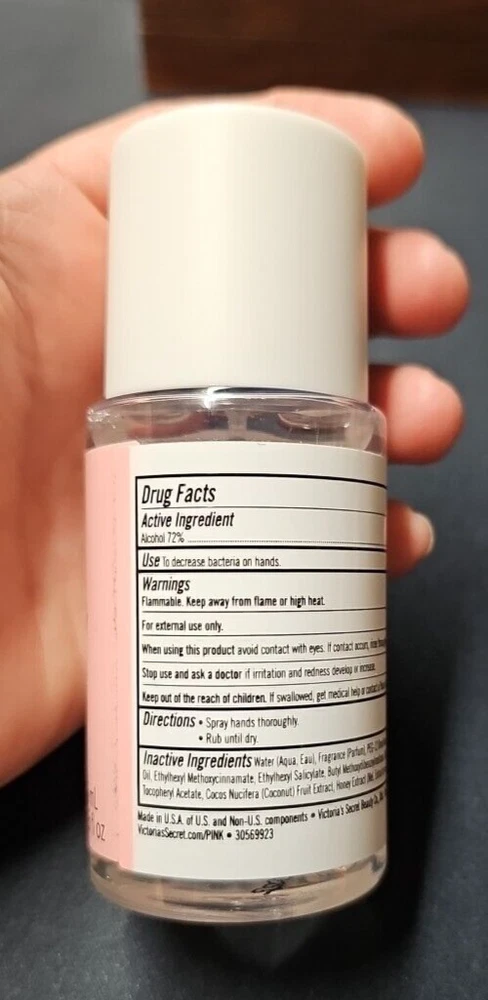 Drug Facts
Active Ingredient
Alcohol 72%
Use To decrease bacteria on hands.
Warnings
Flammable. Keep away from flame or high heat.
For external use only.
When using this product avoid contact with eyes. If contact occurs, rinse
Stop use and ask a doctor if irritation and redness develop or increase.
Keep out of the reach of children. If swallowed, get medical help or contact a
Directions • Spray hands thoroughly.
• Rub until dry.
Inactive Ingredients Water (Aqua, Eau), Fragrance (Parfum),
Oil, Ethylhexyl Methoxycinnamate, Ethylhexyl Salicylate, Butyl
Tocopheryl Acetate, Cocos Nucifera (Coconut) Fruit Extract, Honey Extract
Made in U.S.A. of U.S. and Non-U.S. components • Victoria's Secret Beauty Co.,
VictoriasSecret.com/PINK • 30569923
mL
fl oz